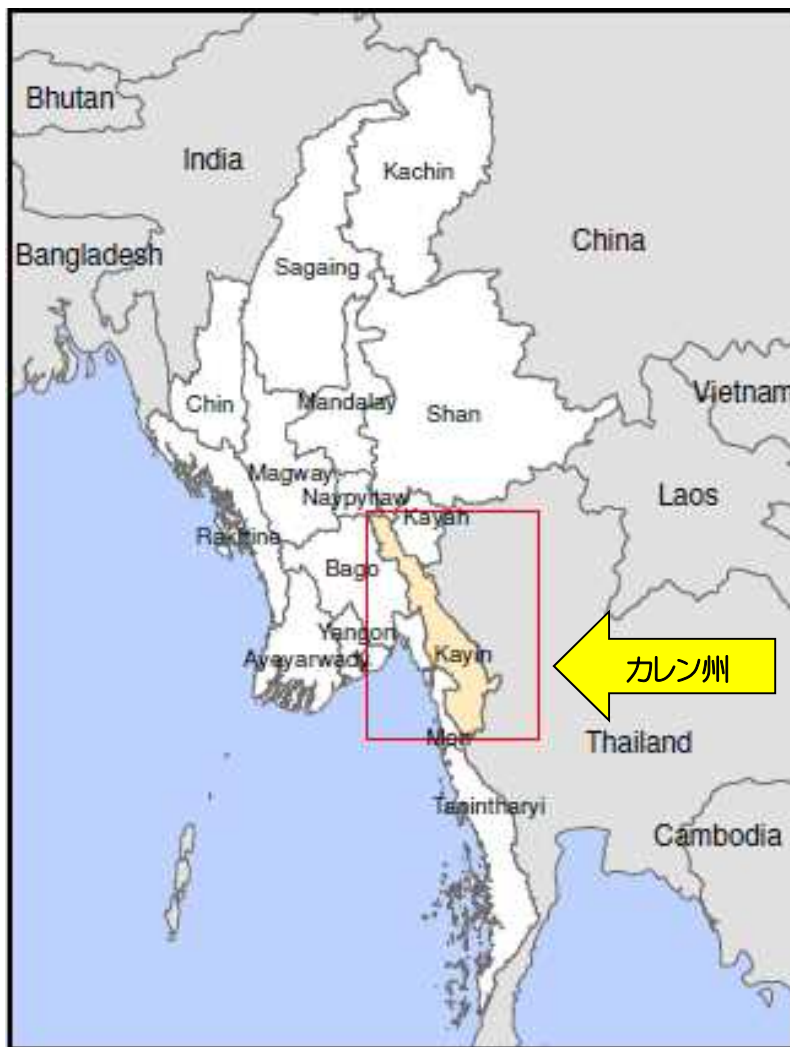 Bhutan
India
Kachin
China
Bangladesh
Sagaing
Vietnam
Chin
Mandalay
Shan
Magway
Laos
Naypyitaw
Kayah
Rakhine
Bago
Yangon
Ayeyarwady
Kayin
カレン州
Mon
Thailand
Tanintharyi
Cambodia